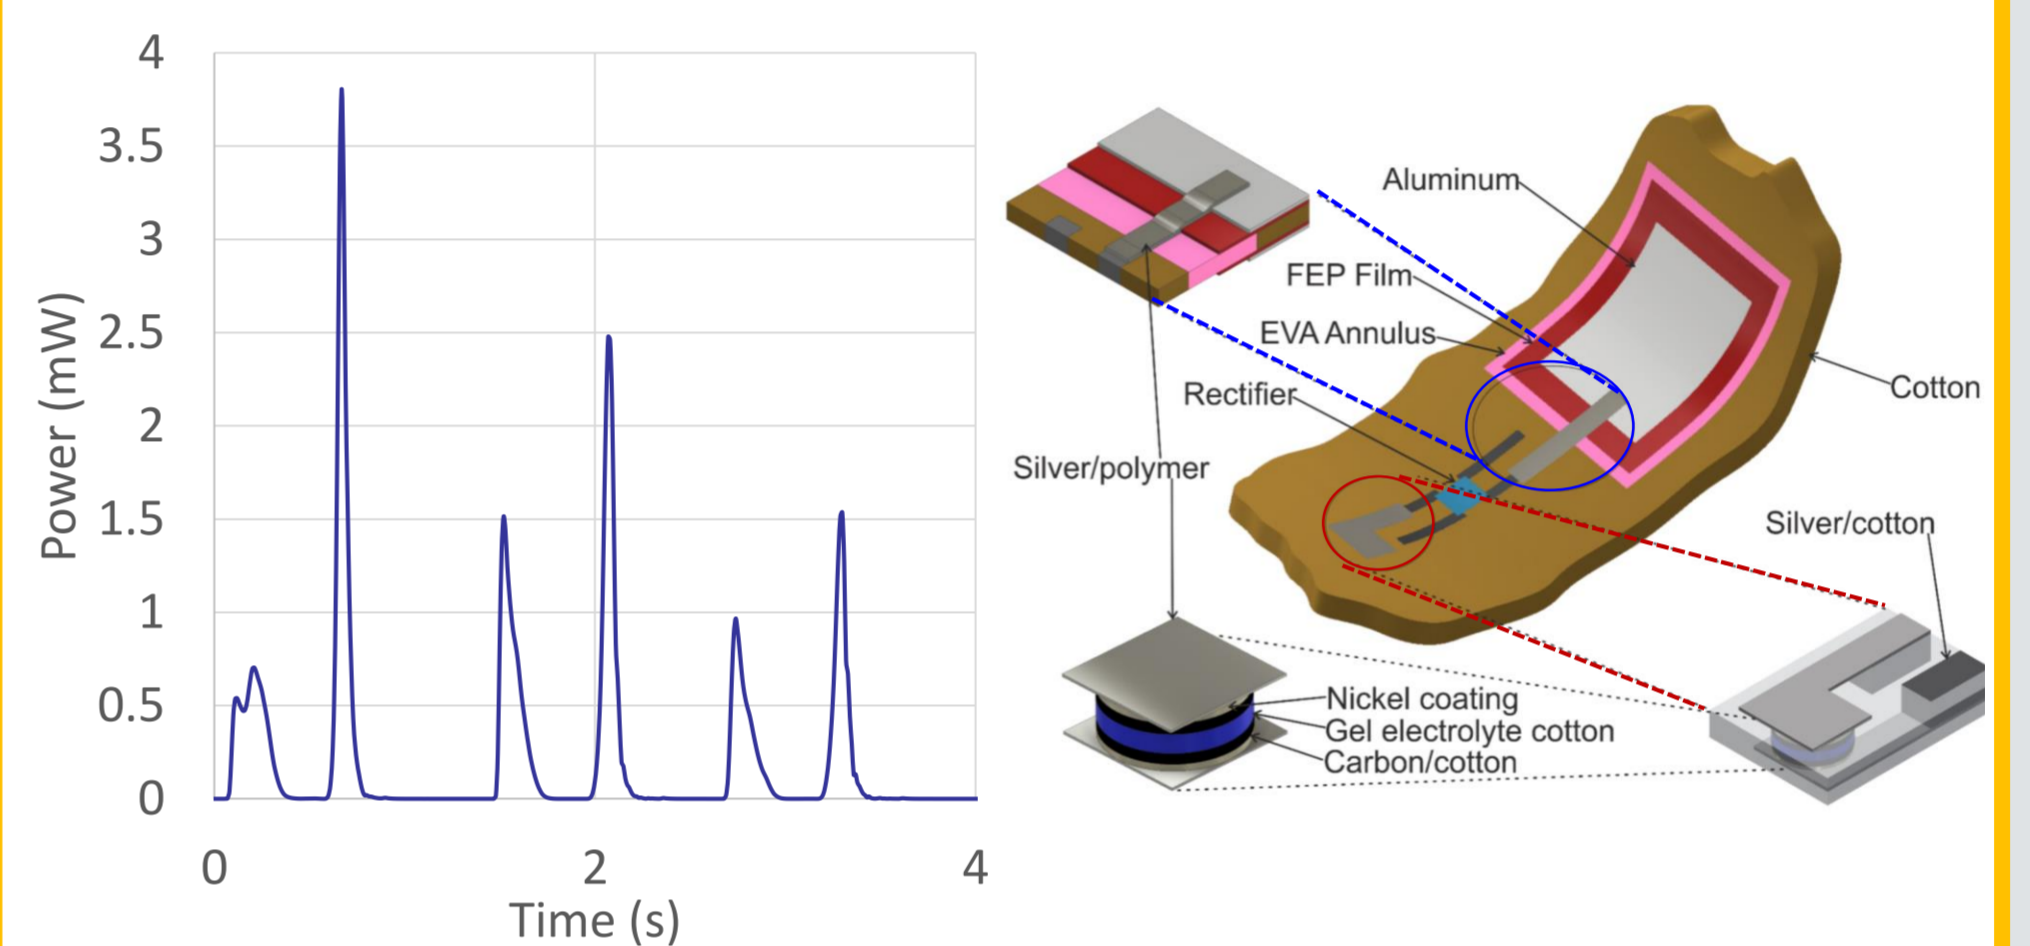 4
3.5
3
2.5
2
1.5
1
0.5
0
Power (mW)
0
2
4
Time (s)
Aluminum
FEP Film
EVA Annulus
Rectifier
Silver/polymer
Cotton
Silver/cotton
Nickel coating
Gel electrolyte cotton
Carbon/cotton